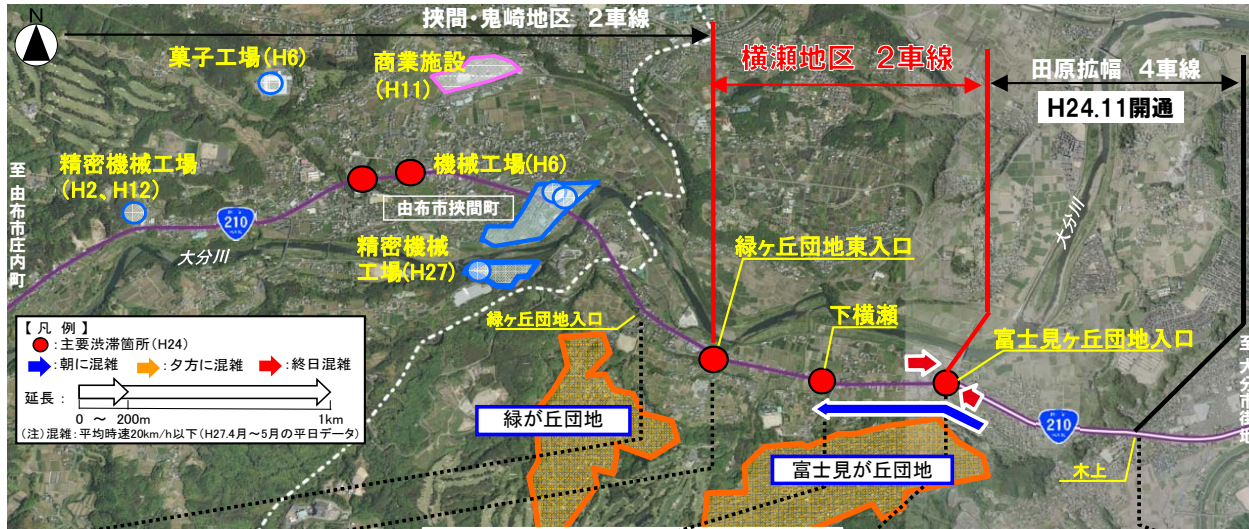 N
挾間・鬼崎地区 2車線
横瀬地区 2車線
田原拡幅 4車線
H24.11開通
菓子工場(H6)
商業施設
(H11)
精密機械工場
(H2、H12)
機械工場(H6)
由布市挾間町
精密機械
工場(H27)
至 由布市庄内町
210
大分川
大分川
緑ヶ丘団地東入口
緑ヶ丘団地入口
下横瀬
富士見ヶ丘団地入口
至 大分市街地
【 凡 例 】
:主要渋滞箇所(H24)
:朝に混雑 :夕方に混雑 :終日混雑
延長:
0 ~ 200m 1km
(注)混雑:平均時速20km/h以下(H27.4月~5月の平日データ)
緑が丘団地
富士見が丘団地
210
木上